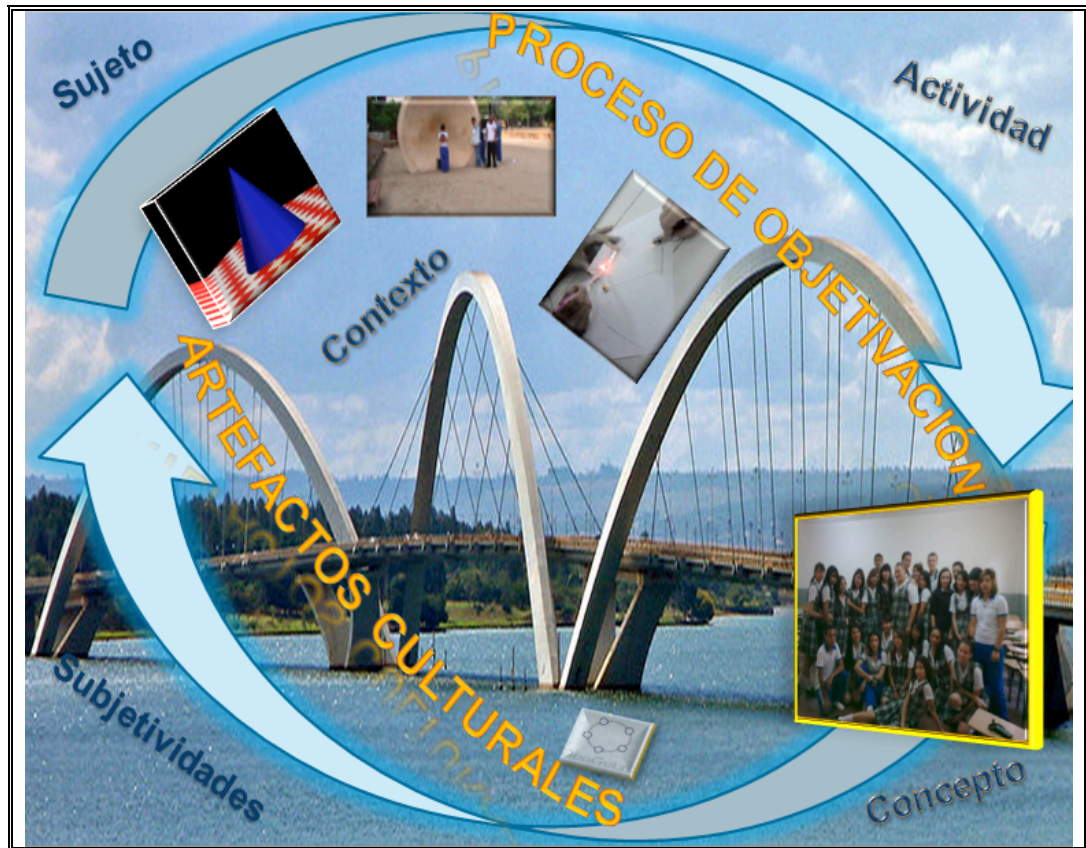 Sujeto
PROCESO DE OBJETIVACIÓN
Actividad
Contexto
ARTEFACTOS CULTURALES
Subjetividades
Concepto